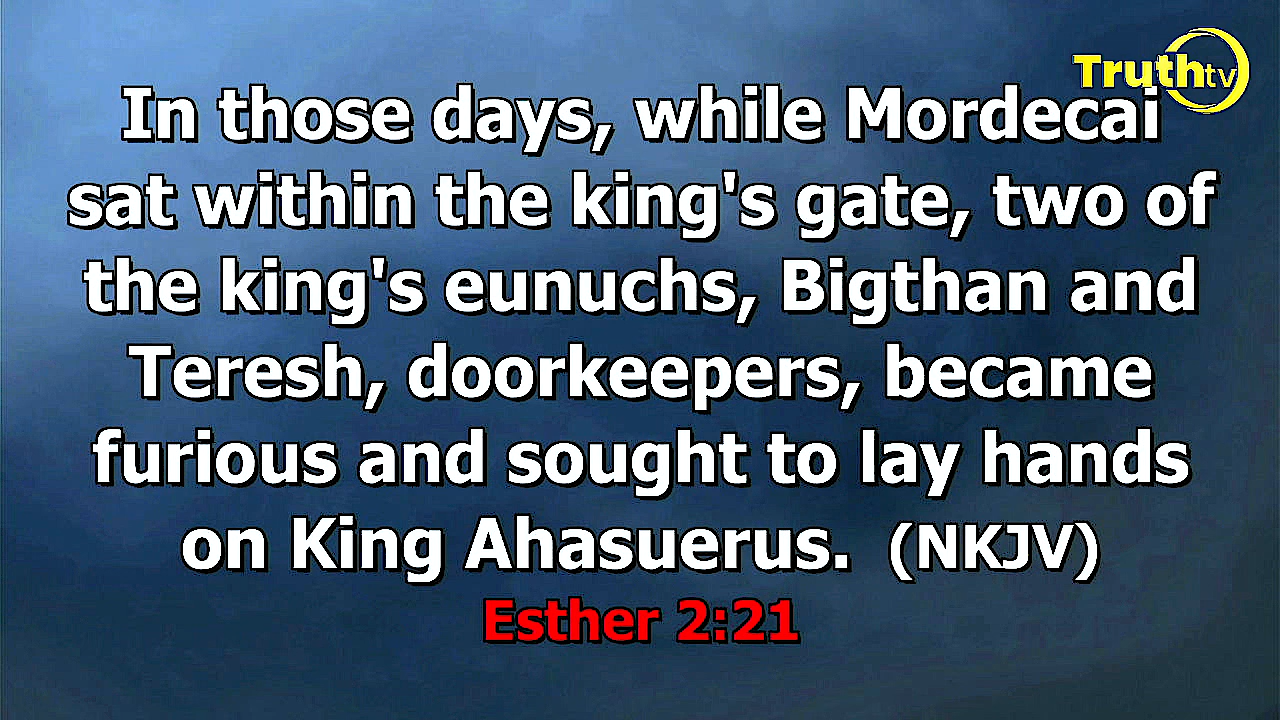 Truthtv
In those days, while Mordecai
sat within the king's gate, two of
the king's eunuchs, Bigthan and
Teresh, doorkeepers, became
furious and sought to lay hands
on King Ahasuerus. (NKJV)
Esther 2:21